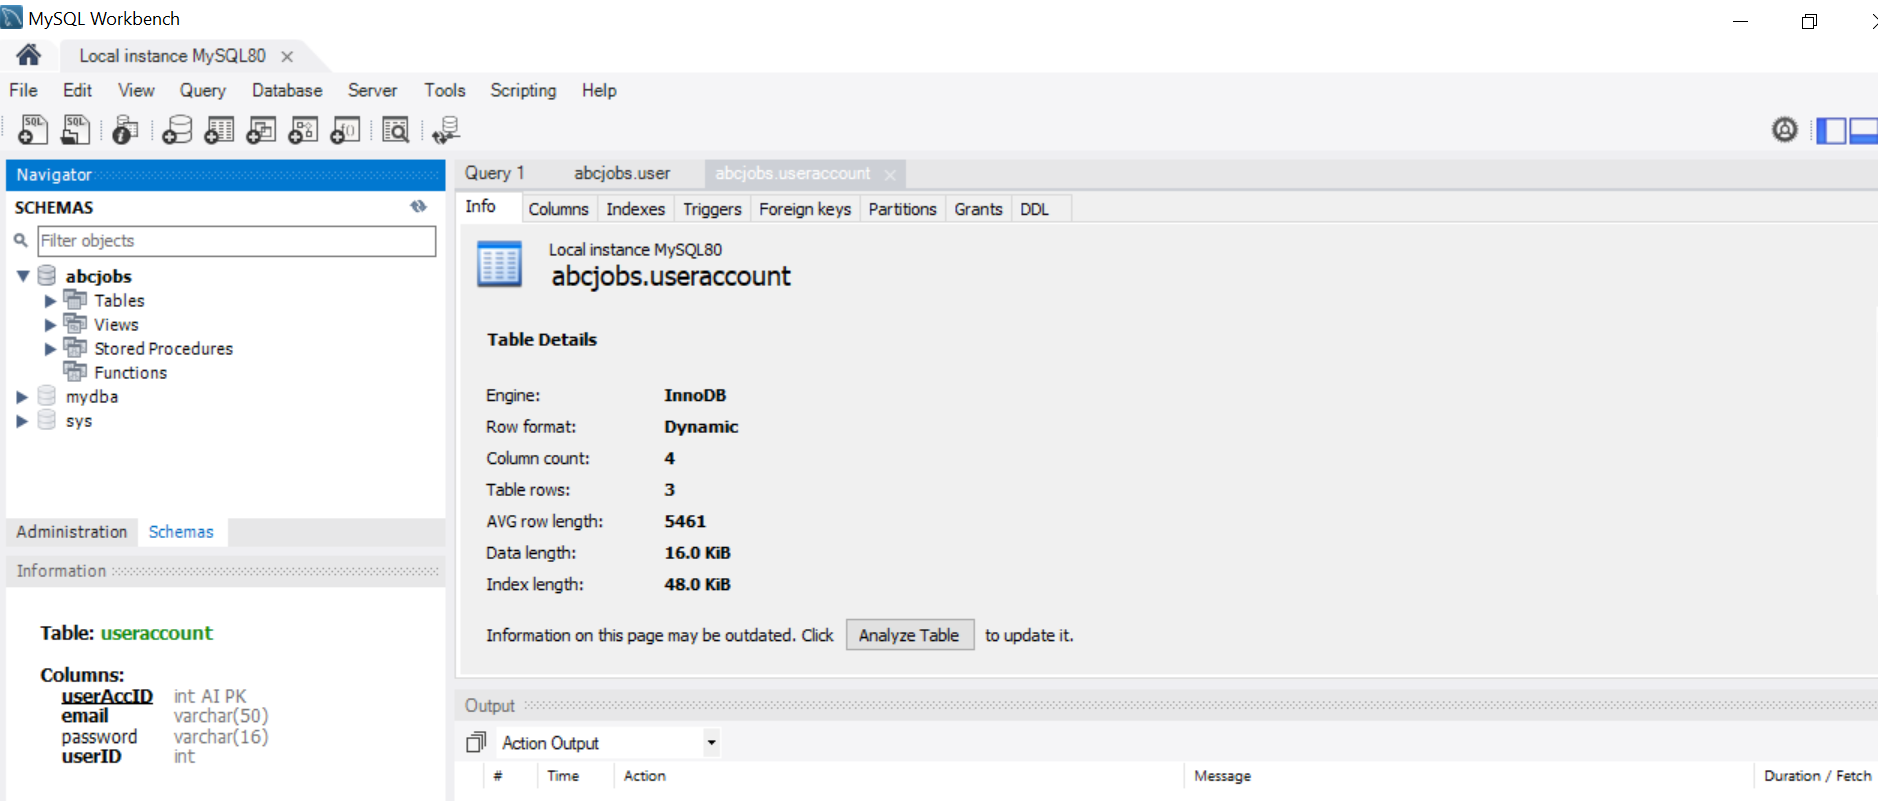 MySQL Workbench
Local instance MySQL80
File Edit View Query Database Server Tools Scripting Help
Navigator
SCHEMAS
Filter objects
abcjobs
Tables
Views
Stored Procedures
Functions
mydba
sys
Administration Schemas
Information
Table: useraccount
Columns:
userAccID int AI PK
email varchar(50)
password varchar(16)
userID int
Query 1 abcjobs.user abcjobs.useraccount
Info Columns Indexes Triggers Foreign keys Partitions Grants DDL
Local instance MySQL80
abcjobs.useraccount
Table Details
Engine: InnoDB
Row format: Dynamic
Column count: 4
Table rows: 3
AVG row length: 5461
Data length: 16.0 KiB
Index length: 48.0 KiB
Information on this page may be outdated. Click Analyze Table to update it.
Output
Action Output
# Time Action Message Duration / Fetch